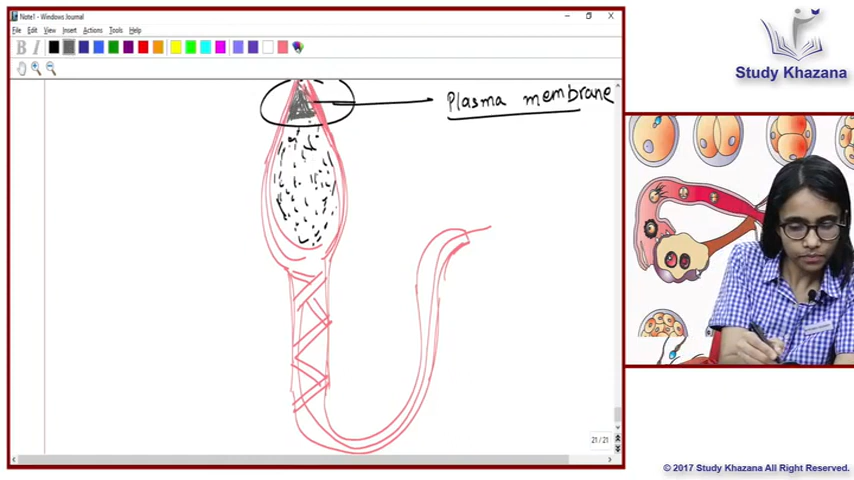 Note1 - Windows Journal
File Edit View Insert Actions Tools Help
B I
Plasma membrane
21 / 21
Study Khazana
© 2017 Study Khazana All Right Reserved.